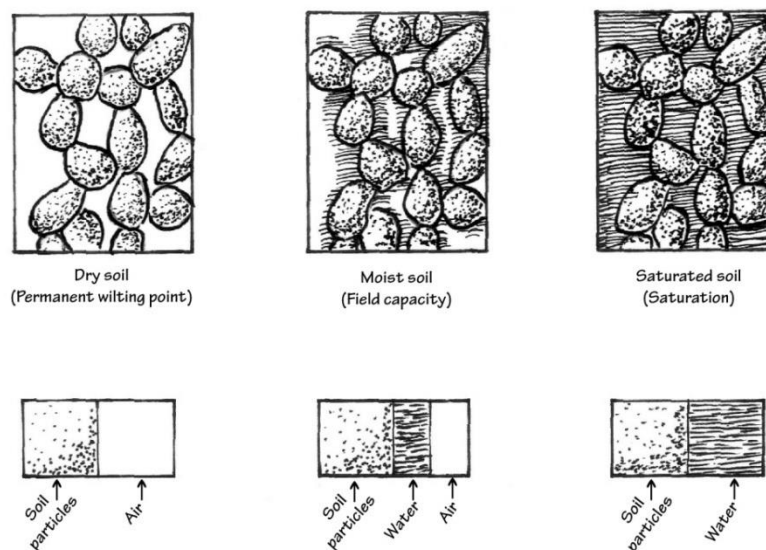 Dry soil
(Permanent wilting point)
Moist soil
(Field capacity)
Saturated soil
(Saturation)
Soil
particles
Air
Soil
particles
Water
Air
Soil
particles
Water